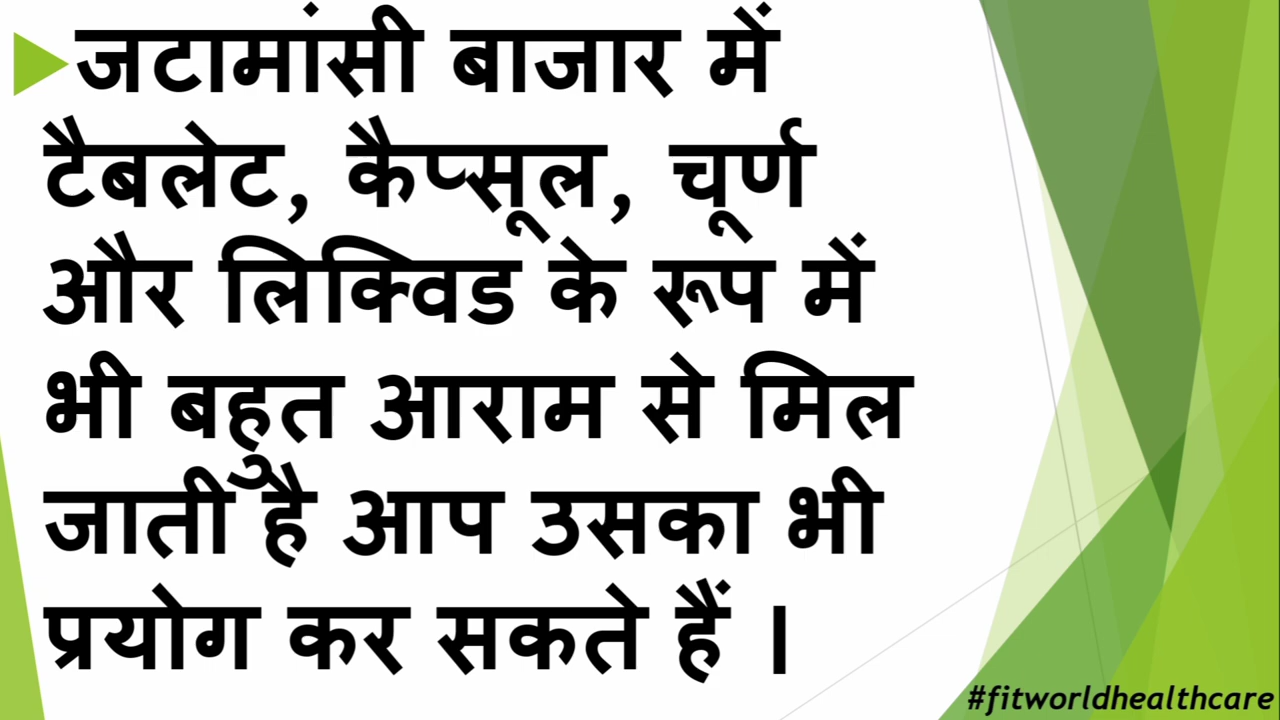 जटामांसी बाजार में
टैबलेट, कैप्सूल, चूर्ण
और लिक्विड के रूप में
भी बहुत आराम से मिल
जाती है आप उसका भी
प्रयोग कर सकते हैं ।
#fitworldhealthcare